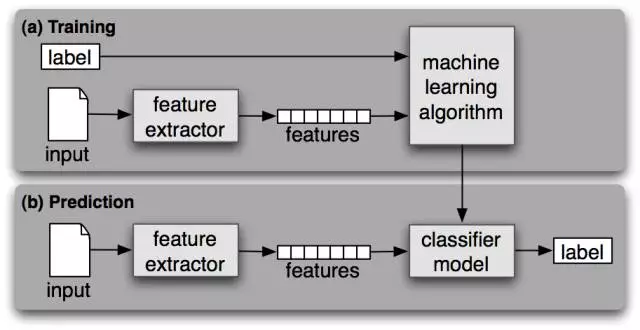 (a) Training
label
machine
learning
algorithm
feature
extractor
features
input
(b) Prediction
feature
extractor
features
classifier
model
label
input